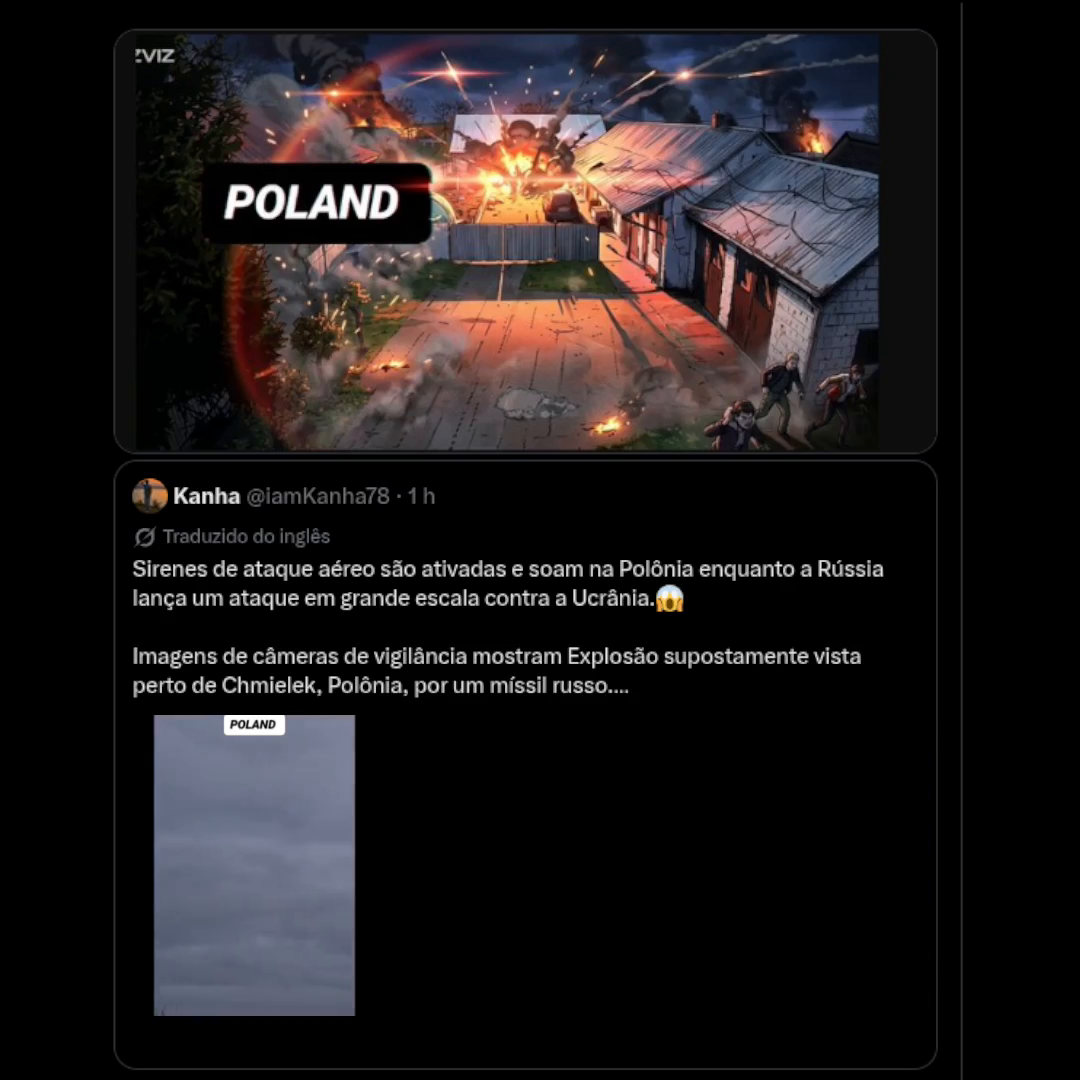 ZVIZ
POLAND
Kanha @iamKanha78 · 1 h
Traduzido do inglês
Sirenes de ataque aéreo são ativadas e soam na Polônia enquanto a Rússia
lança um ataque em grande escala contra a Ucrânia.😱
Imagens de câmeras de vigilância mostram Explosão supostamente vista
perto de Chmielek, Polônia, por um míssil russo....
POLAND